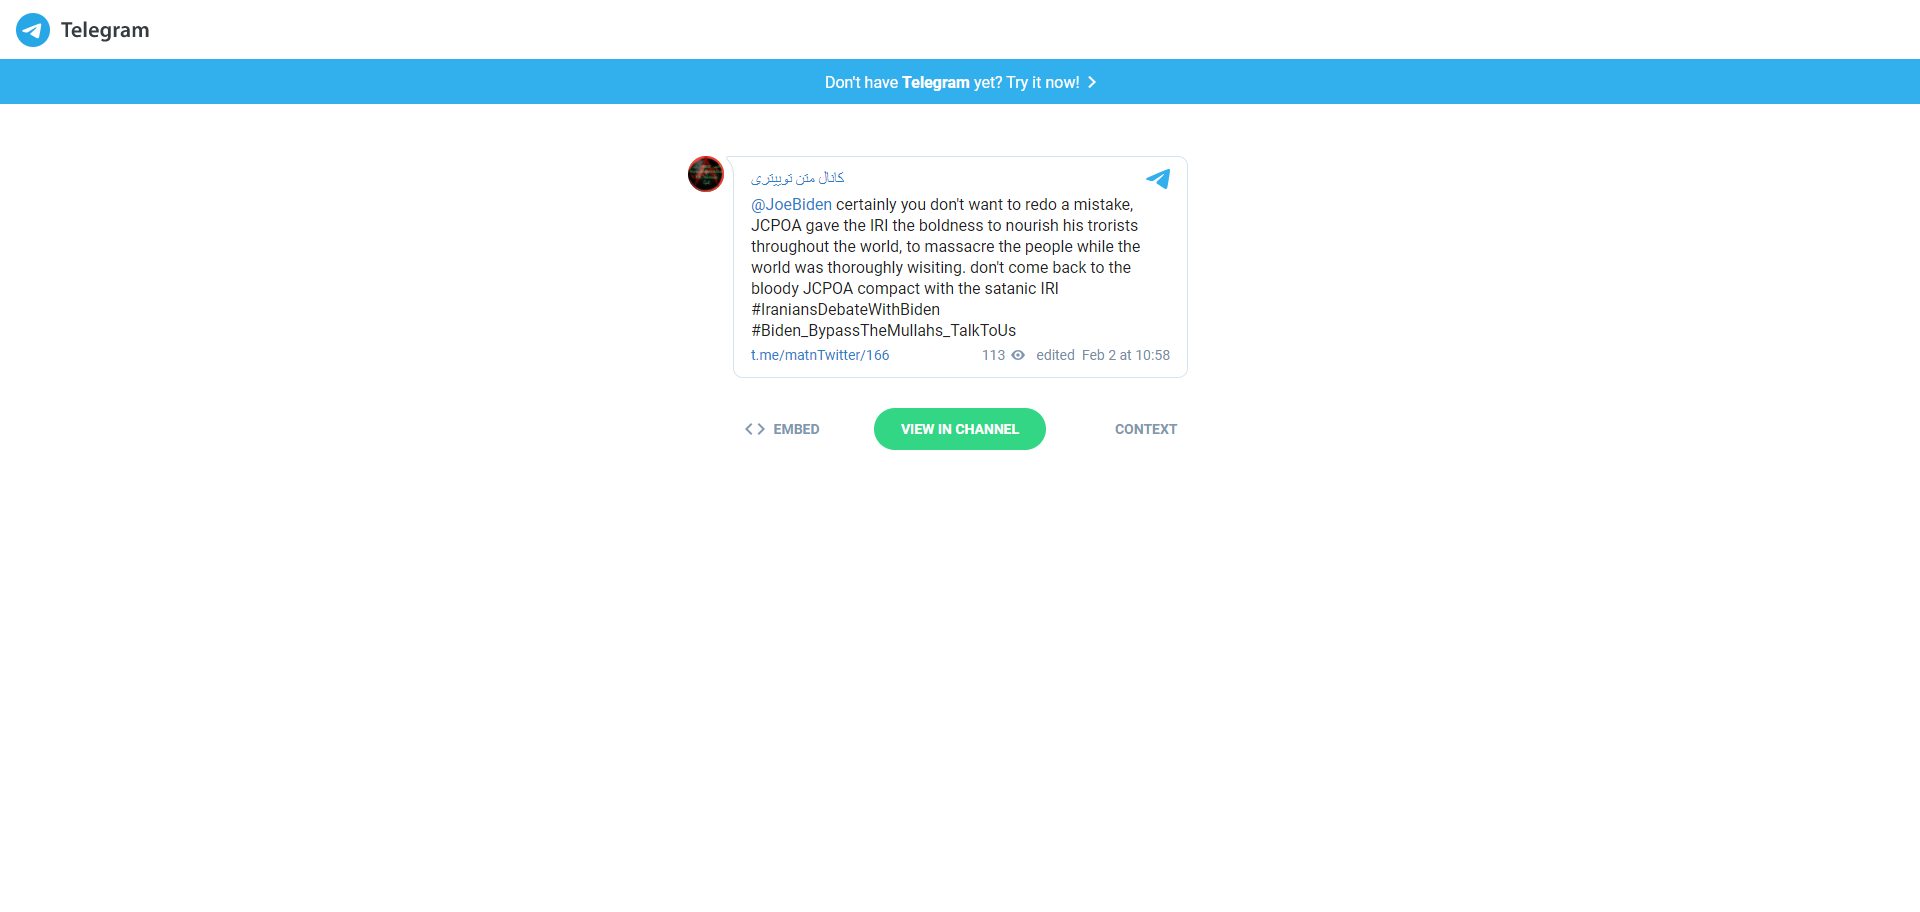 Telegram
Don't have Telegram yet? Try it now!
کانال متن توییتری
@JoeBiden certainly you don't want to redo a mistake,
JCPOA gave the IRI the boldness to nourish his trorists
throughout the world, to massacre the people while the
world was thoroughly wisiting. don't come back to the
bloody JCPOA compact with the satanic IRI
#IraniansDebateWithBiden
#Biden_BypassTheMullahs_TalkToUs
t.me/matnTwitter/166 113 edited Feb 2 at 10:58
EMBED VIEW IN CHANNEL CONTEXT